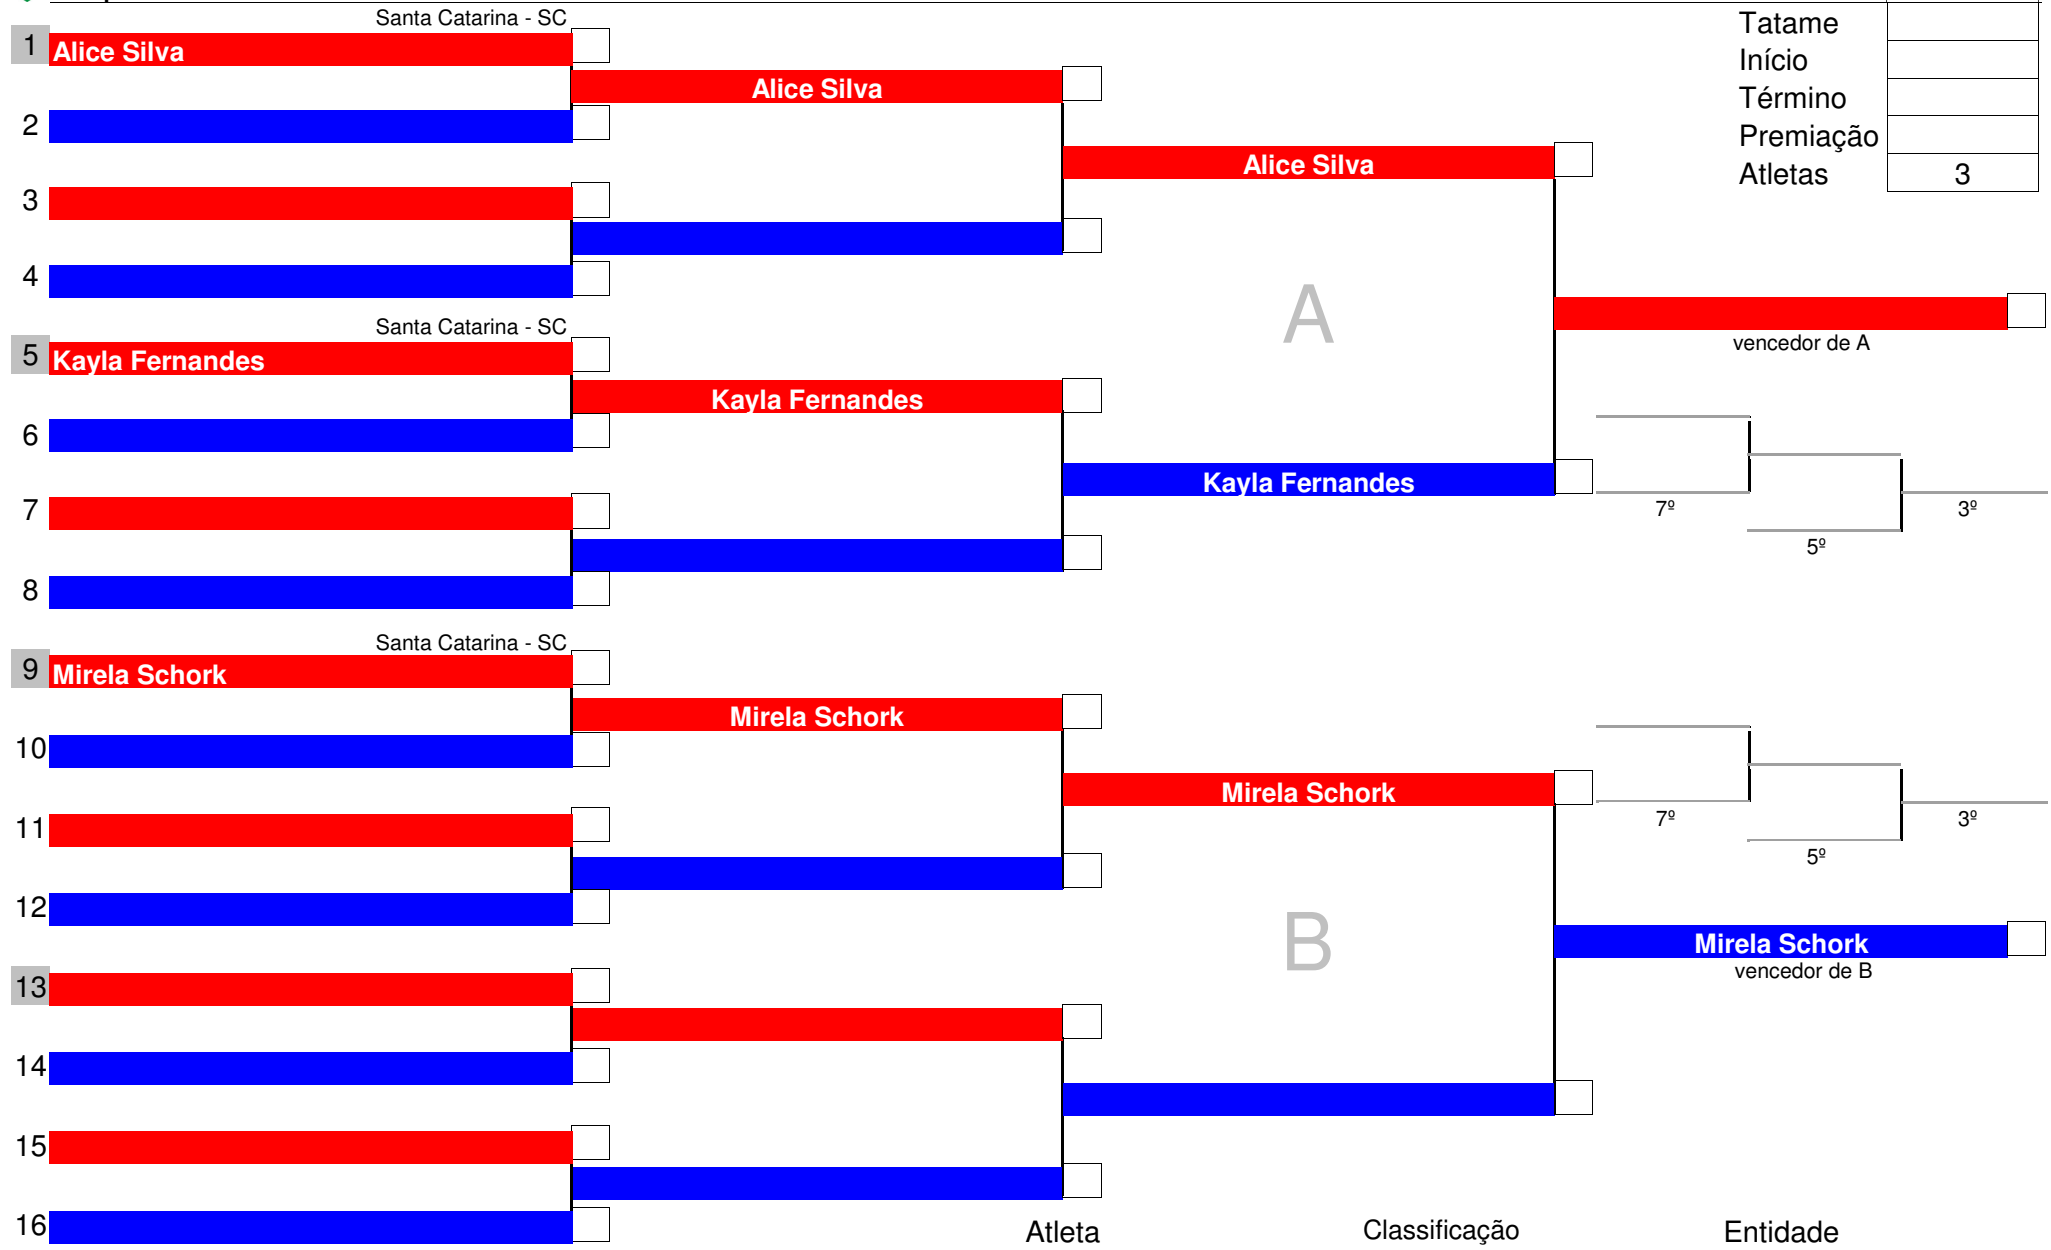 Santa Catarina - SC
Tatame
1 Alice Silva
Início
Alice Silva
Término
2
Premiação
Alice Silva
Atletas 3
3
4
A
Santa Catarina - SC
vencedor de A
5 Kayla Fernandes
Kayla Fernandes
6
Kayla Fernandes
7
7º 3º
5º
8
Santa Catarina - SC
9 Mirela Schork
Mirela Schork
10
Mirela Schork
7º 3º
11
5º
12
B
Mirela Schork
vencedor de B
13
14
15
16
Atleta Classificação Entidade